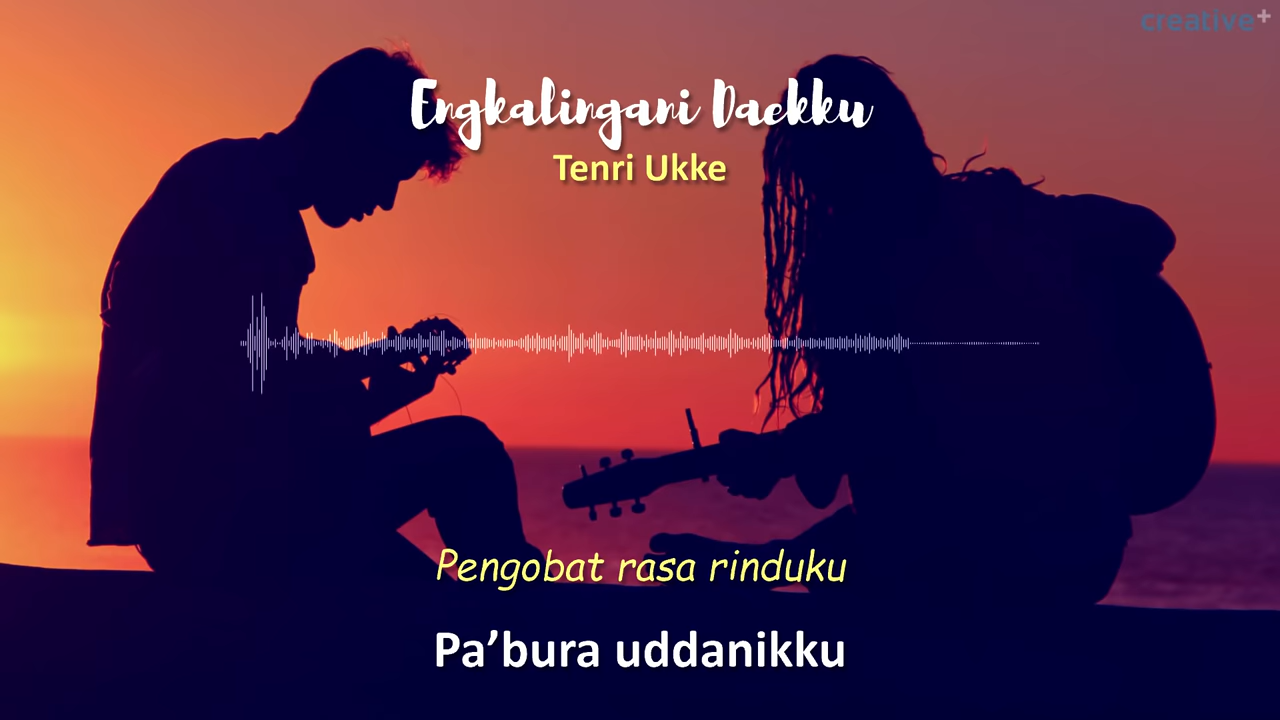 creative+
Engkalingani Daekku
Tenri Ukke
Pengobat rasa rinduku
Pa’bura uddanikku